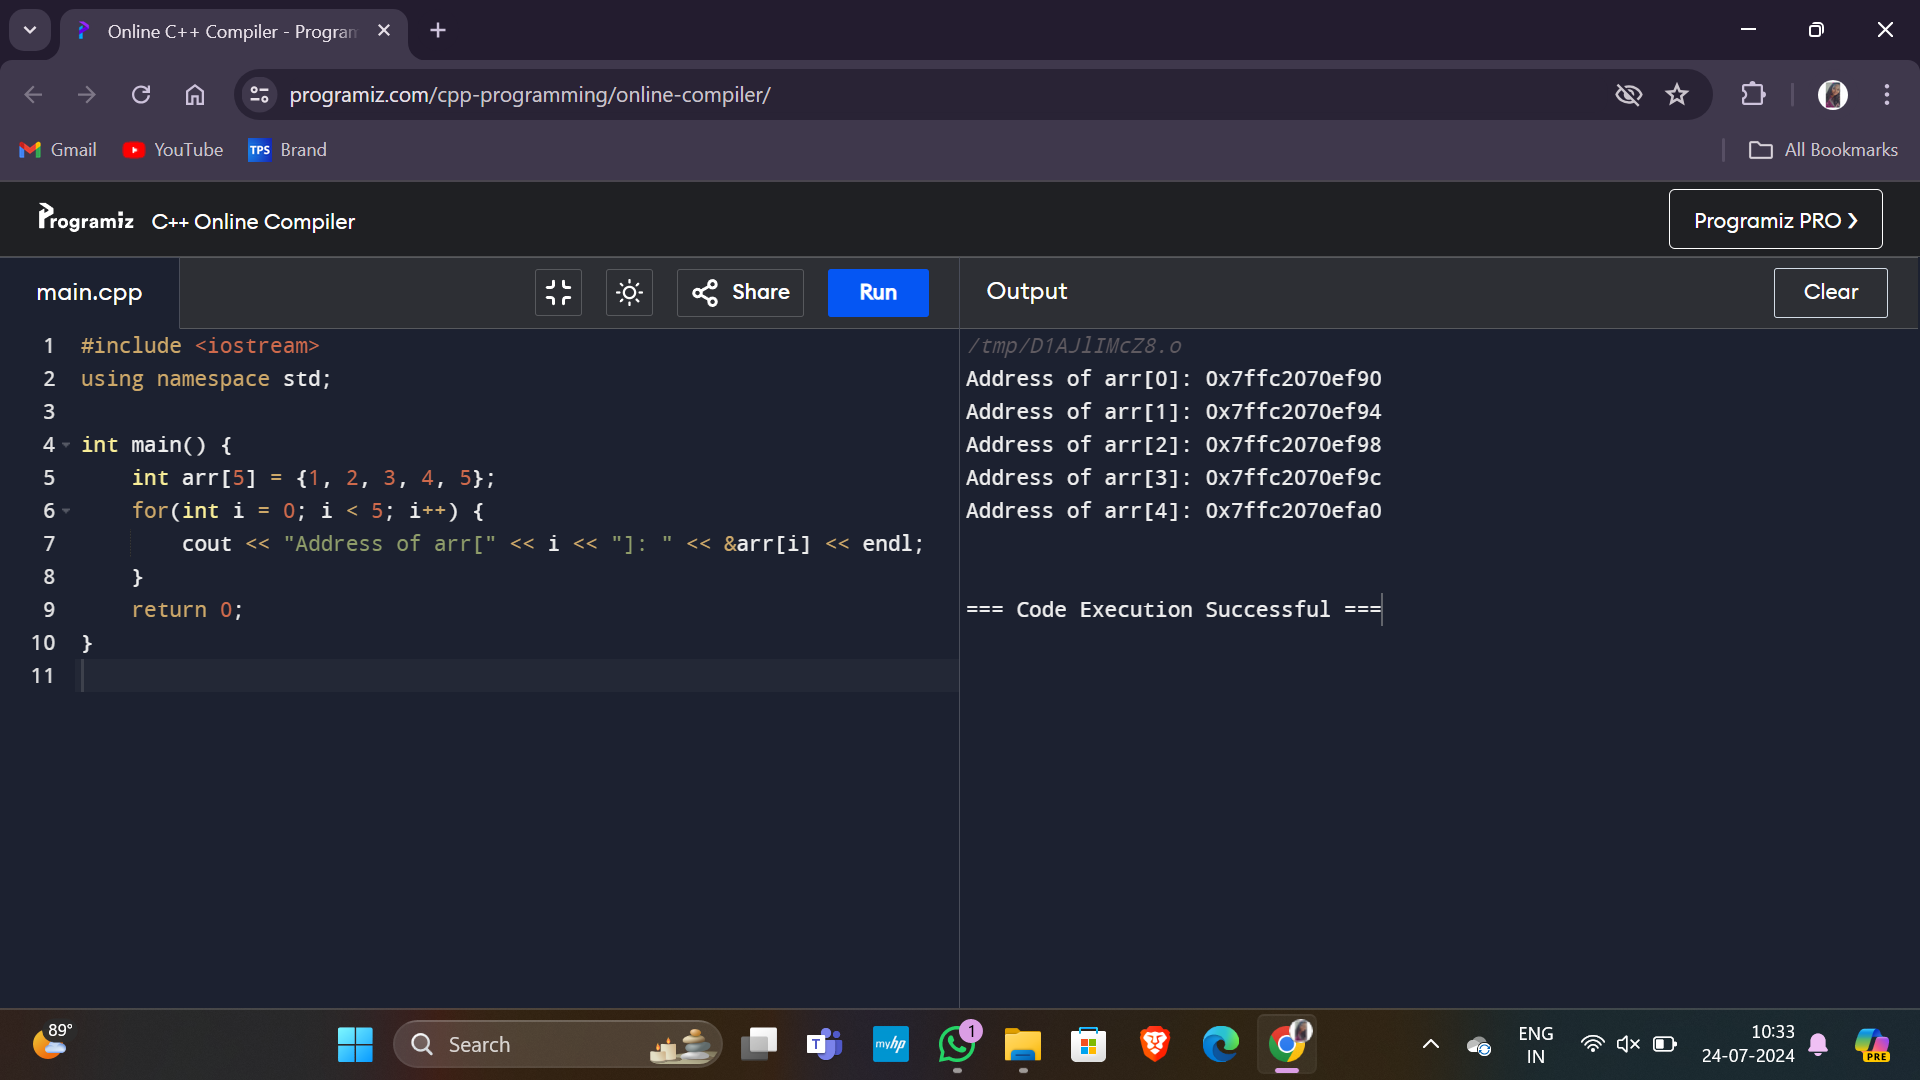 Online C++ Compiler - Program
programiz.com/cpp-programming/online-compiler/
Gmail
YouTube
TPS Brand
All Bookmarks
Programiz C++ Online Compiler
Programiz PRO ❯
main.cpp
Share
Run
Output
Clear
1 #include <iostream>
2 using namespace std;
3
4 int main() {
5 int arr[5] = {1, 2, 3, 4, 5};
6 for(int i = 0; i < 5; i++) {
7 cout << "Address of arr[" << i << "]: " << &arr[i] << endl;
8 }
9 return 0;
10 }
11
/tmp/D1AJlIMcZ8.o
Address of arr[0]: 0x7ffc2070ef90
Address of arr[1]: 0x7ffc2070ef94
Address of arr[2]: 0x7ffc2070ef98
Address of arr[3]: 0x7ffc2070ef9c
Address of arr[4]: 0x7ffc2070efa0
=== Code Execution Successful ===
89°
Search
T
myhp
1
ENG
IN
10:33
24-07-2024
PRE